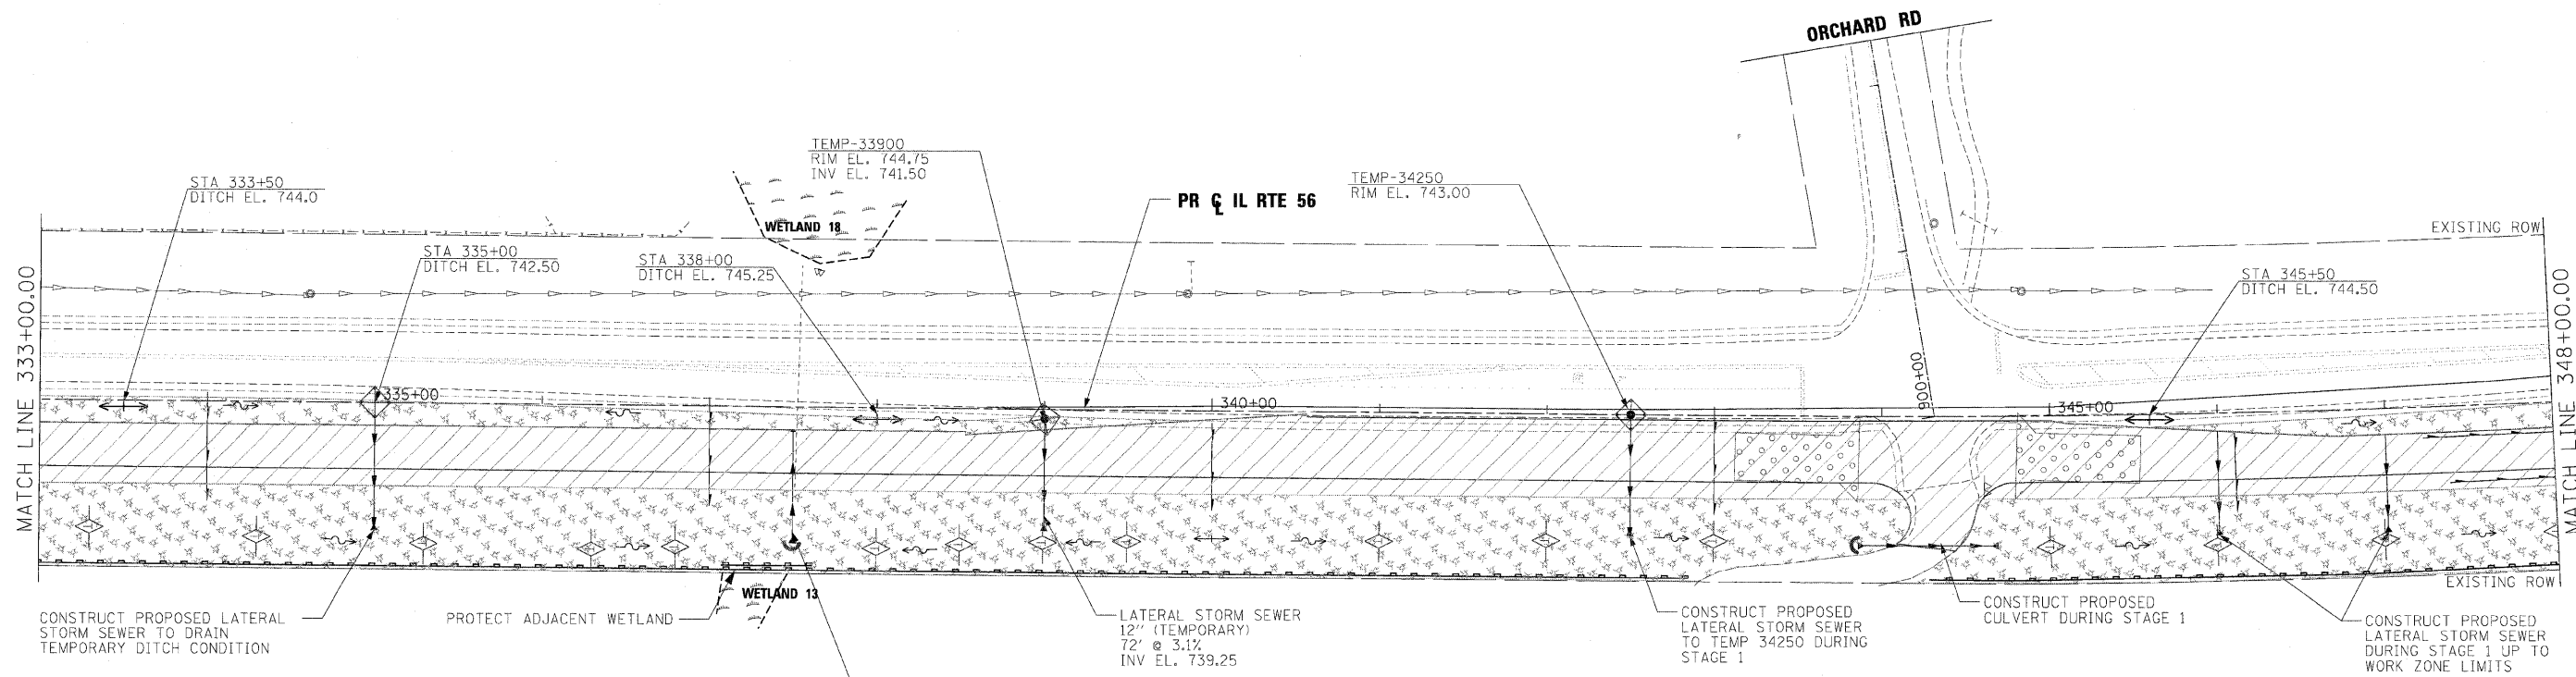 ORCHARD RD
TEMP-33900
RIM EL. 744.75
INV EL. 741.50
STA 333+50
DITCH EL. 744.0
TEMP-34250
RIM EL. 743.00
PR ℄ IL RTE 56
WETLAND 18
EXISTING ROW
STA 335+00
DITCH EL. 742.50
STA 338+00
DITCH EL. 745.25
STA 345+50
DITCH EL. 744.50
MATCH LINE 333+00.00
MATCH LINE 348+00.00
335+00
340+00
345+00
900+00
EXISTING ROW
WETLAND 13
CONSTRUCT PROPOSED LATERAL
STORM SEWER TO DRAIN
TEMPORARY DITCH CONDITION
PROTECT ADJACENT WETLAND
LATERAL STORM SEWER
12" (TEMPORARY)
72' @ 3.1%
INV EL. 739.25
CONSTRUCT PROPOSED
LATERAL STORM SEWER
TO TEMP 34250 DURING
STAGE 1
CONSTRUCT PROPOSED
CULVERT DURING STAGE 1
CONSTRUCT PROPOSED
LATERAL STORM SEWER
DURING STAGE 1 UP TO
WORK ZONE LIMITS